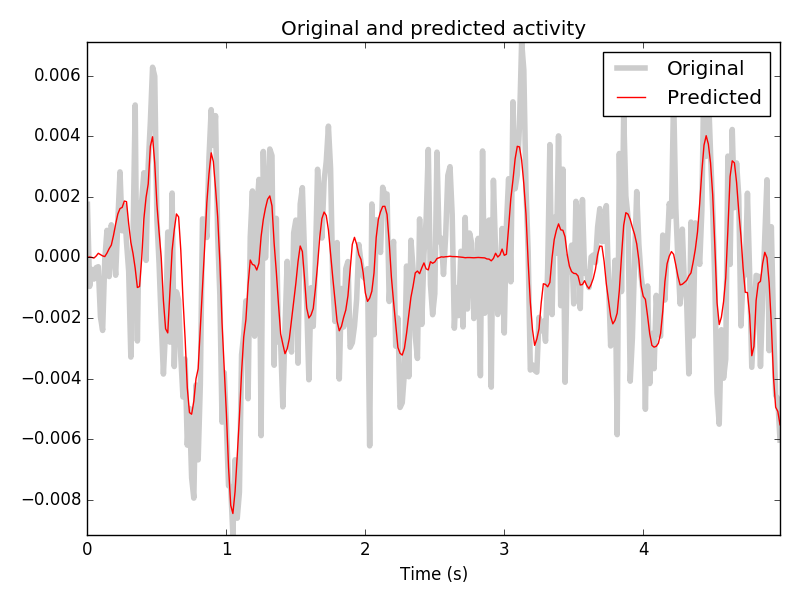 Original and predicted activity
Original
Predicted
0.006
0.004
0.002
0.000
−0.002
−0.004
−0.006
−0.008
0 1 2 3 4
Time (s)